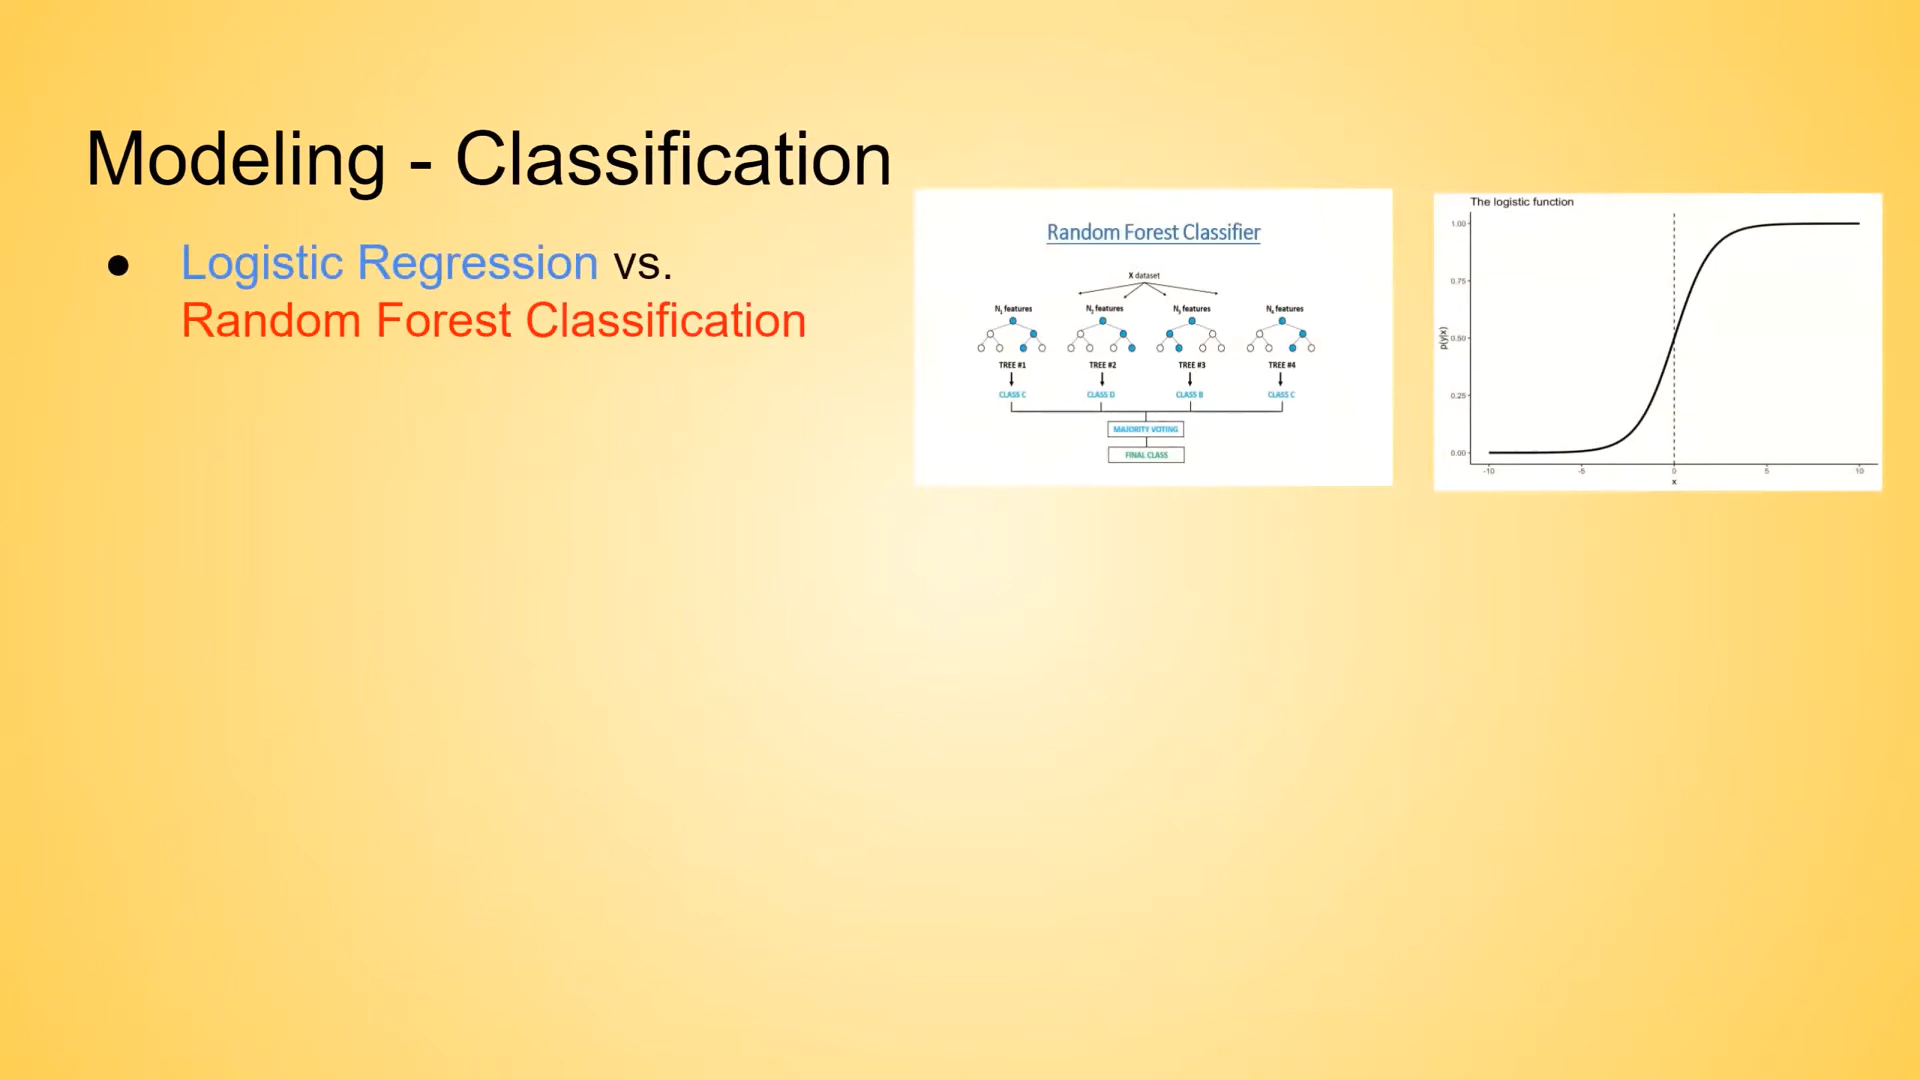 Modeling - Classification
● Logistic Regression vs.
Random Forest Classification
Random Forest Classifier
X dataset
N₁ features N₂ features N₃ features N₄ features
TREE #1 TREE #2 TREE #3 TREE #4
CLASS C CLASS D CLASS B CLASS C
MAJORITY VOTING
FINAL CLASS
The logistic function
1.00
0.75
0.50
0.25
0.00
p(y|x)
-10 -5 0 5 10
x